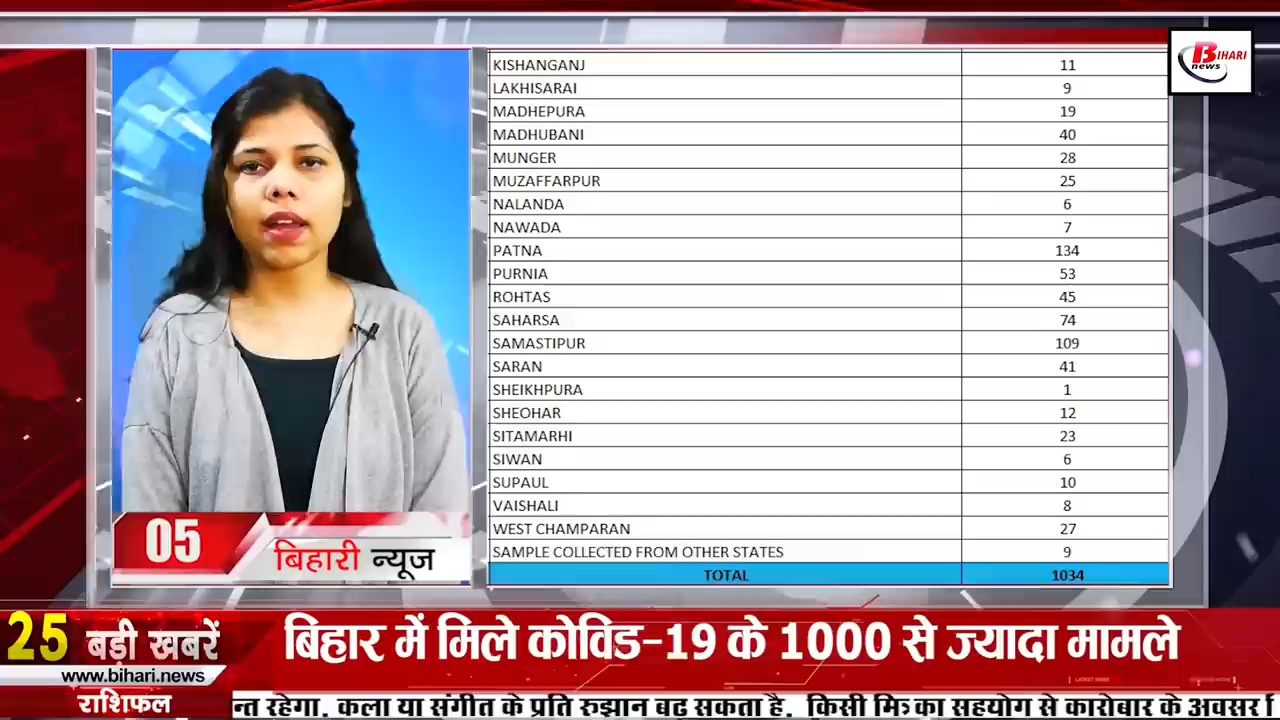 KISHANGANJ 11
LAKHISARAI 9
MADHEPURA 19
MADHUBANI 40
MUNGER 28
MUZAFFARPUR 25
NALANDA 6
NAWADA 7
PATNA 134
PURNIA 53
ROHTAS 45
SAHARSA 74
SAMASTIPUR 109
SARAN 41
SHEIKHPURA 1
SHEOHAR 12
SITAMARHI 23
SIWAN 6
SUPAUL 10
VAISHALI 8
WEST CHAMPARAN 27
SAMPLE COLLECTED FROM OTHER STATES 9
TOTAL 1034
BIHARI
news
05
बिहारी न्यूज
25 बड़ी खबरें
www.bihari.news
बिहार में मिले कोविड-19 के 1000 से ज्यादा मामले
राशिफल
न्त रहेगा. कला या संगीत के प्रति रुझान बढ़ सकता है. किसी मित्र का सहयोग से कारोबार के अवसर